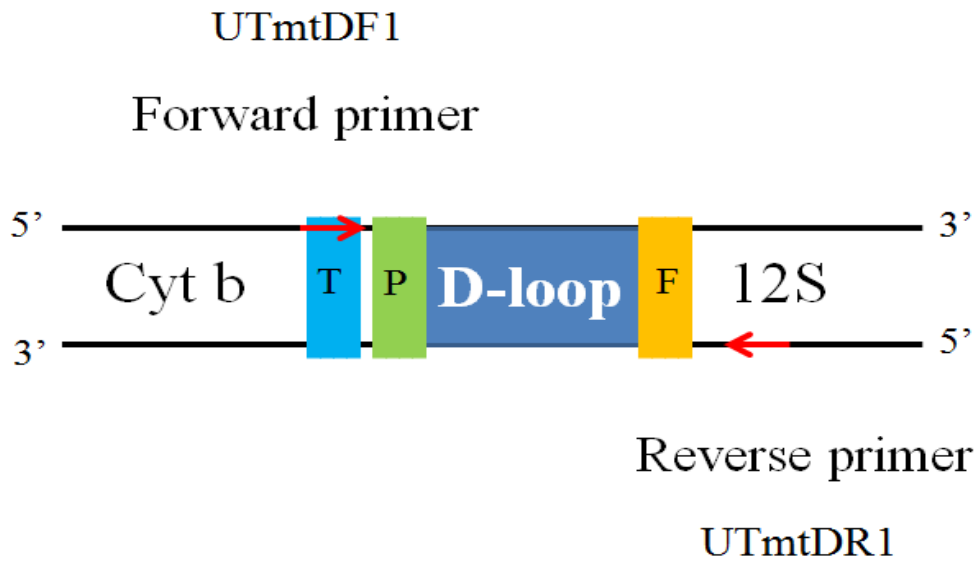 UTmtDF1
Forward primer
5’ 3’
Cyt b T P D-loop F 12S
3’ 5’
Reverse primer
UTmtDR1